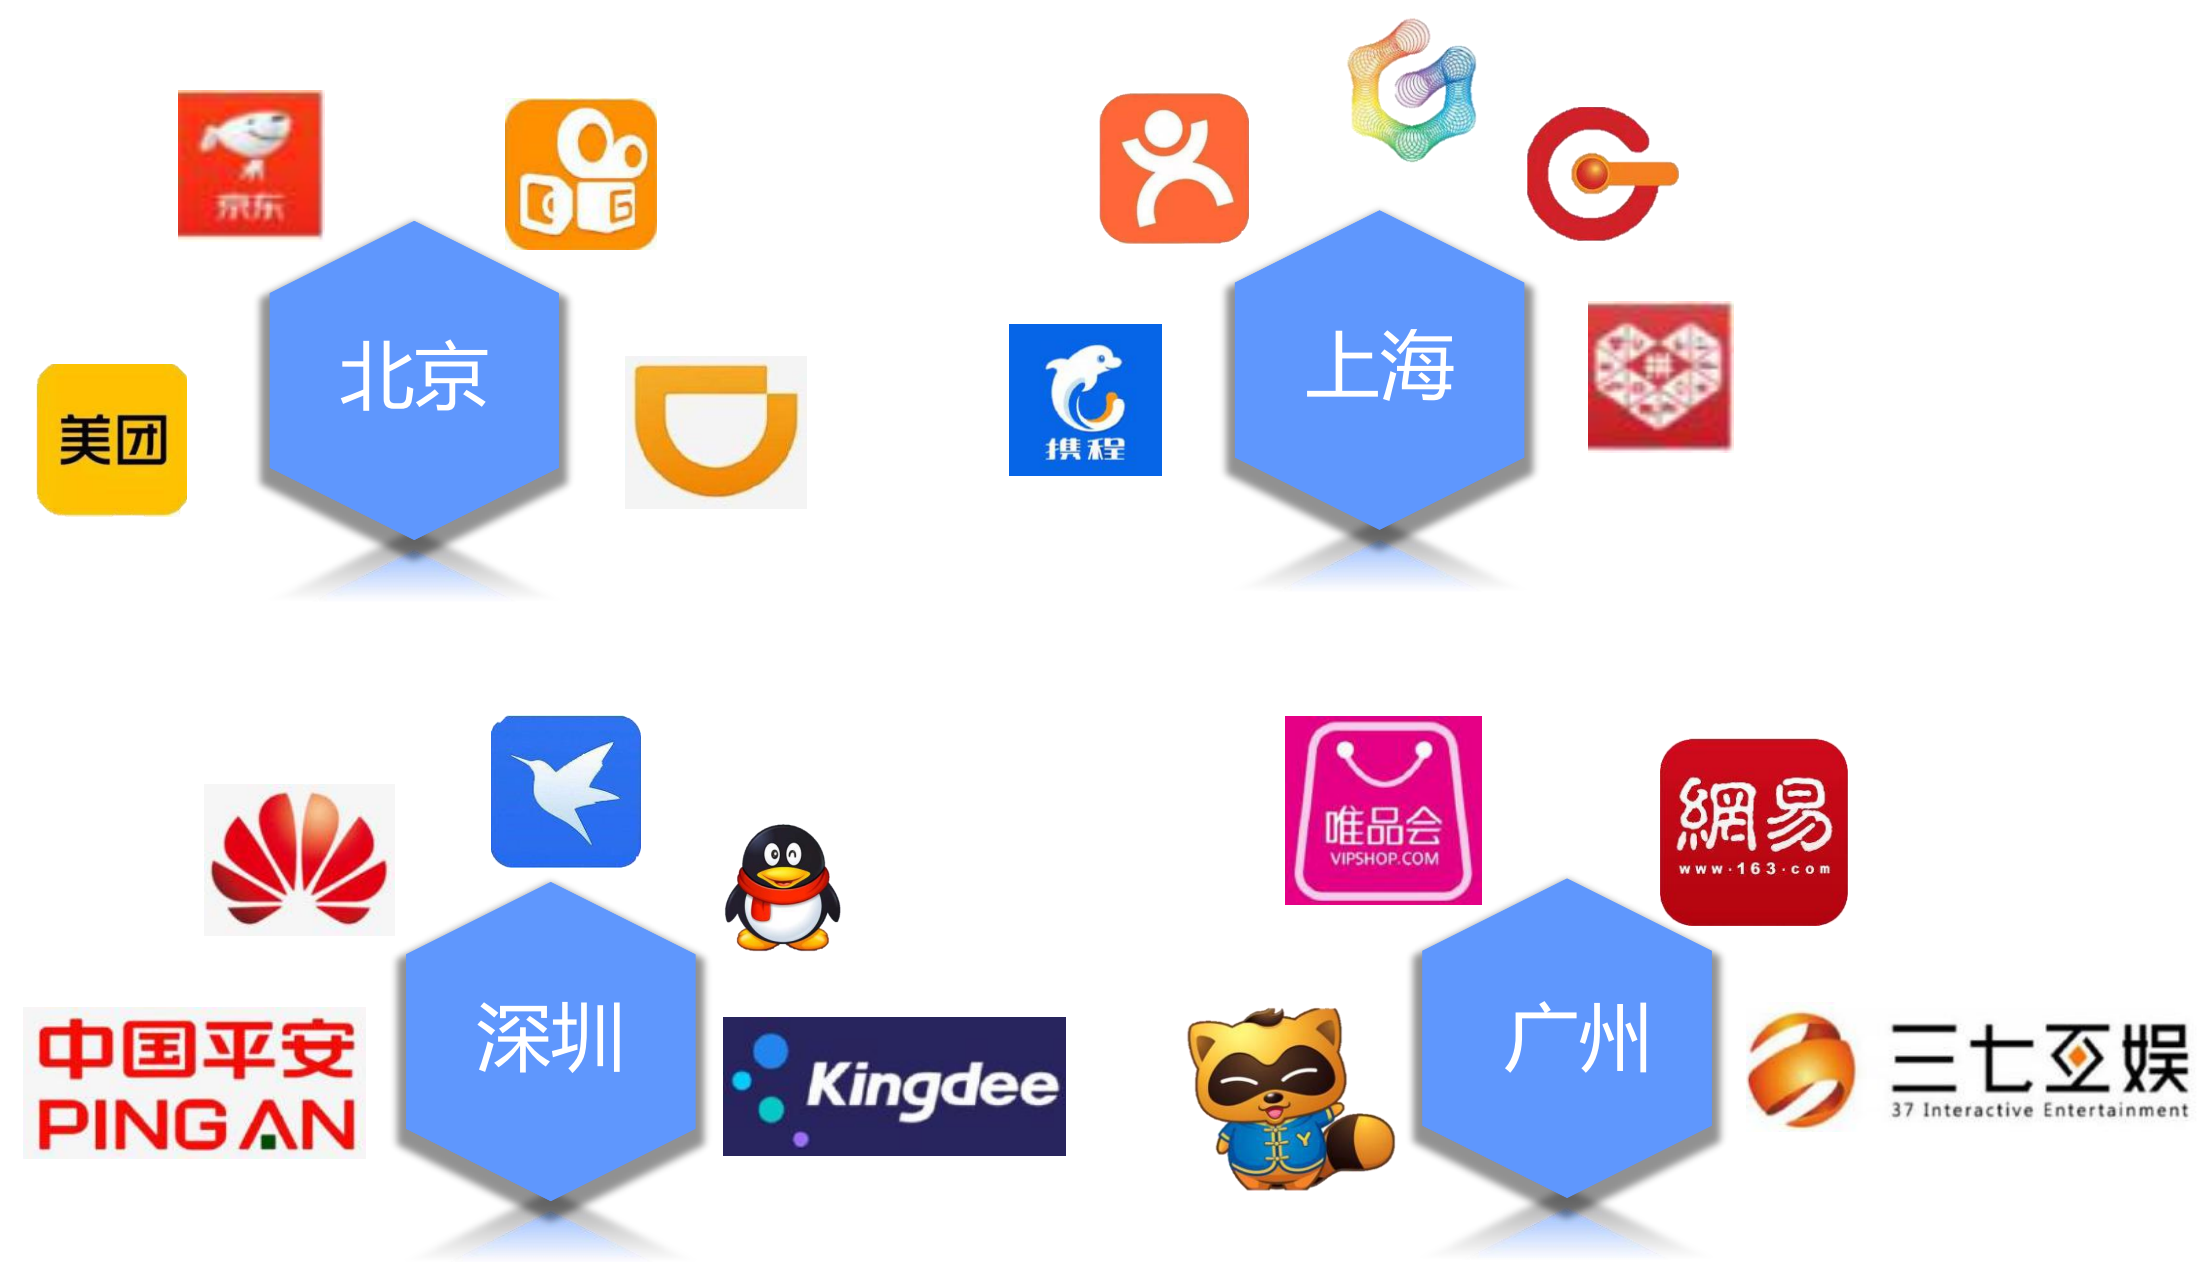 京东
北京
美团
上海
携程
拼
深圳
中国平安
PING AN
Kingdee
唯品会
VIPSHOP.COM
網易
www.163.com
广州
Y
三七互娱
37 Interactive Entertainment